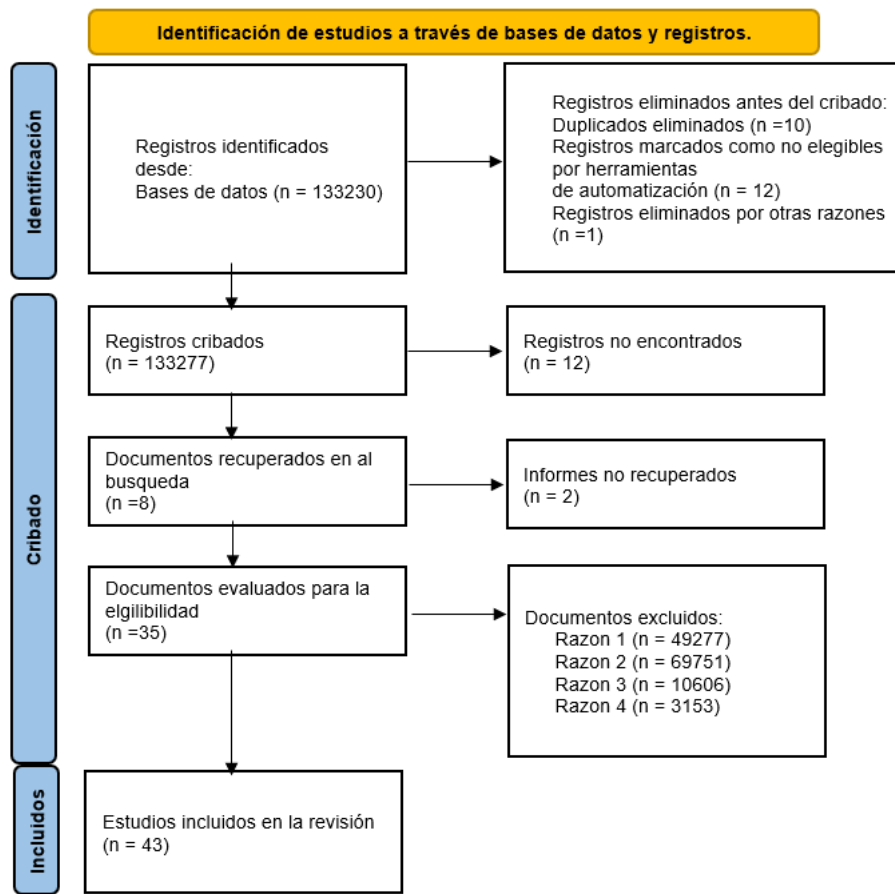 Identificación de estudios a través de bases de datos y registros.
Identificación
Registros identificados
desde:
Bases de datos (n = 133230)
Registros eliminados antes del cribado:
Duplicados eliminados (n =10)
Registros marcados como no elegibles
por herramientas
de automatización (n = 12)
Registros eliminados por otras razones
(n =1)
Cribado
Registros cribados
(n = 133277)
Registros no encontrados
(n = 12)
Documentos recuperados en al
busqueda
(n =8)
Informes no recuperados
(n = 2)
Documentos evaluados para la
elgilibilidad
(n =35)
Documentos excluidos:
Razon 1 (n = 49277)
Razon 2 (n = 69751)
Razon 3 (n = 10606)
Razon 4 (n = 3153)
Incluidos
Estudios incluidos en la revisión
(n = 43)